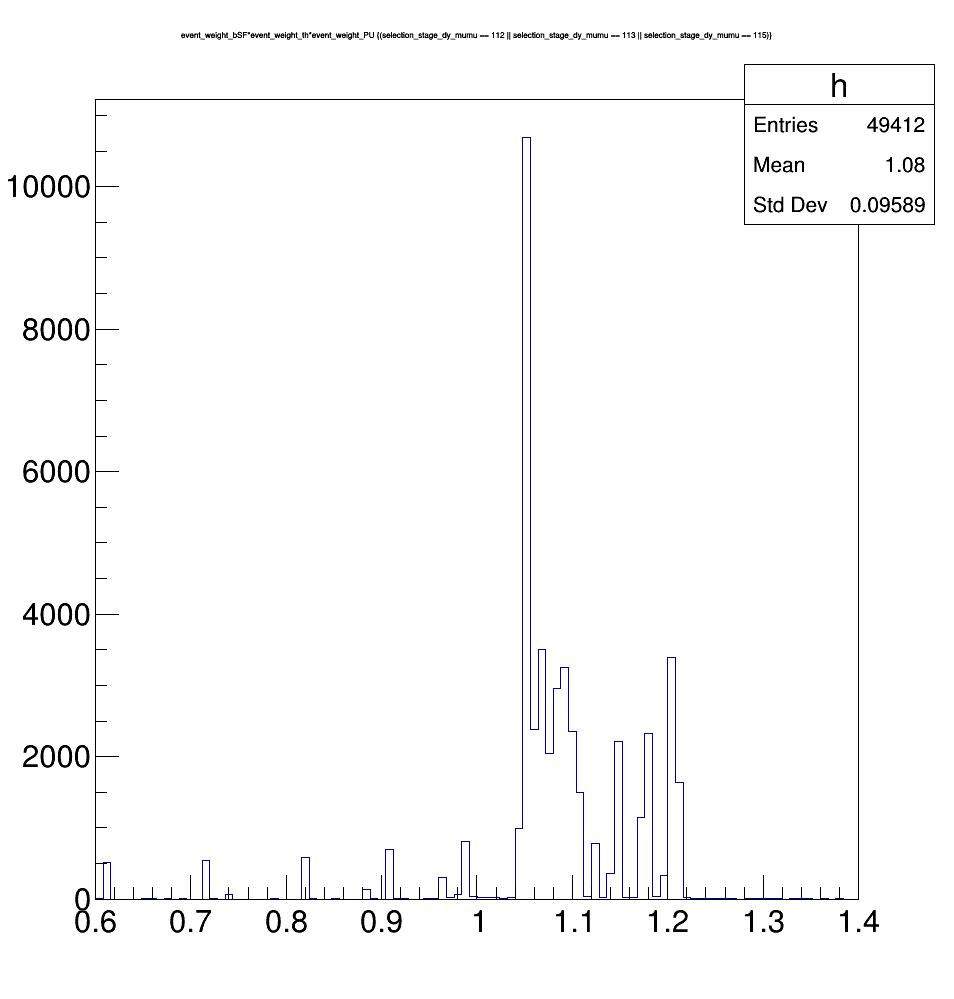 event_weight_bSF*event_weight_th*event_weight_PU {(selection_stage_dy_mumu == 112 || selection_stage_dy_mumu == 113 || selection_stage_dy_mumu == 115)}
h
Entries 49412
Mean 1.08
Std Dev 0.09589
10000
8000
6000
4000
2000
0
0.6 0.7 0.8 0.9 1 1.1 1.2 1.3 1.4